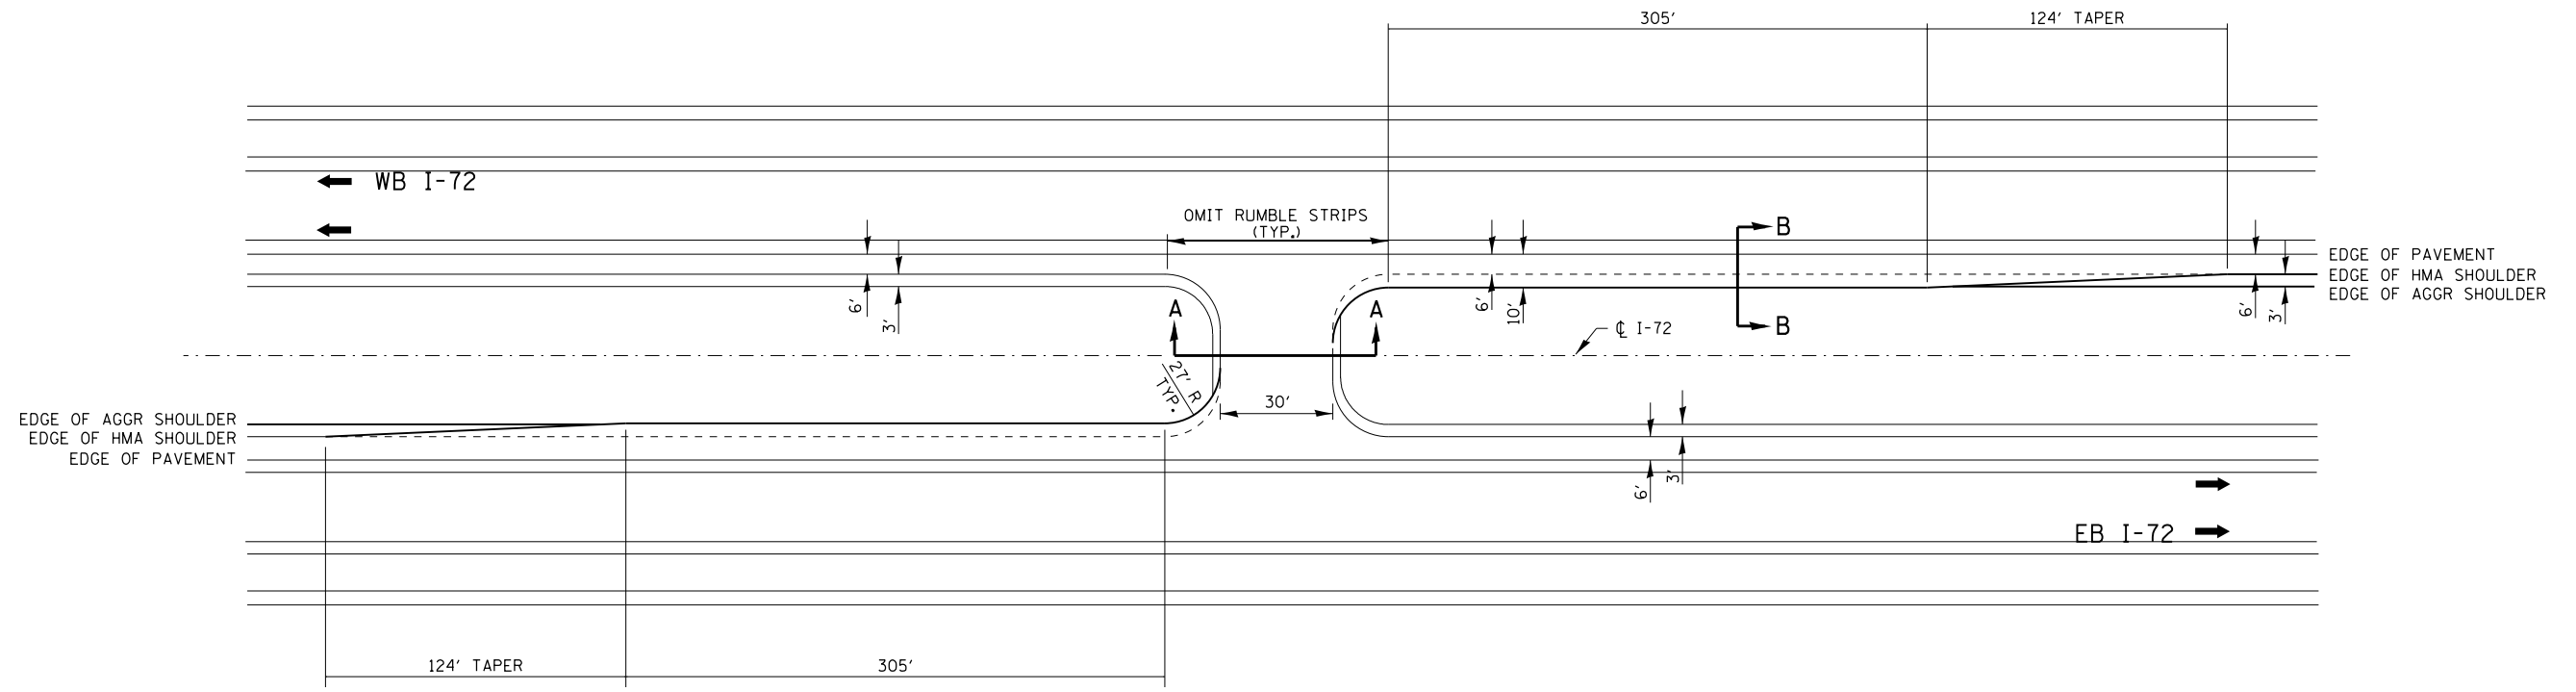 305'
124' TAPER
WB I-72
OMIT RUMBLE STRIPS
(TYP.)
B
EDGE OF PAVEMENT
EDGE OF HMA SHOULDER
EDGE OF AGGR SHOULDER
6'
3'
A
A
6'
10'
6'
3'
B
℄ I-72
27' R
TYP.
30'
EDGE OF AGGR SHOULDER
EDGE OF HMA SHOULDER
EDGE OF PAVEMENT
6'
3'
EB I-72
124' TAPER
305'